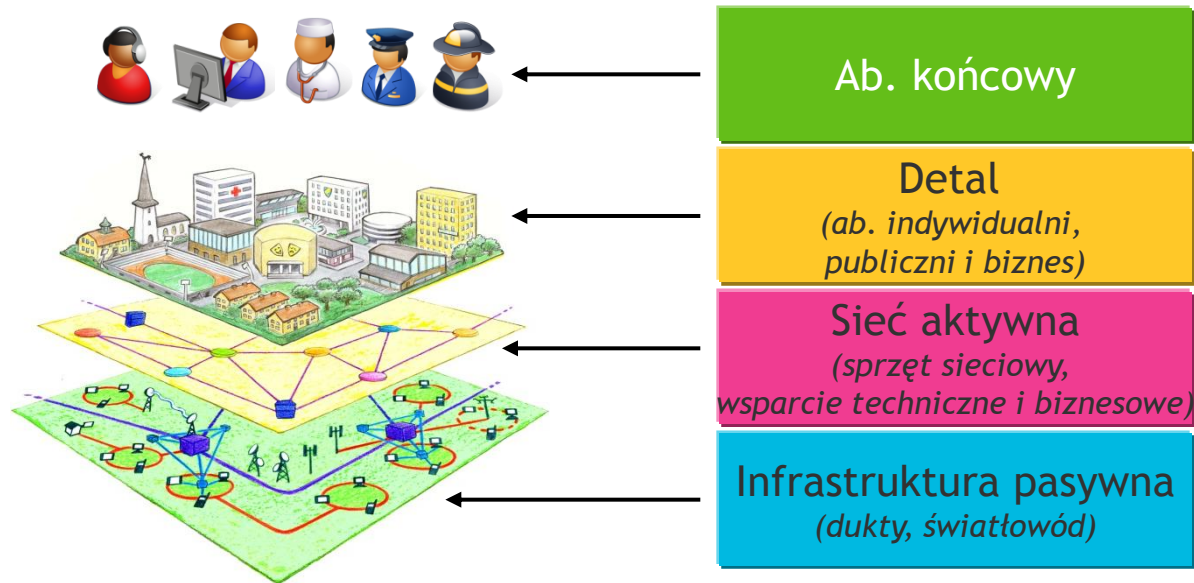 Ab. końcowy
Detal
(ab. indywidualni,
publiczni i biznes)
Sieć aktywna
(sprzęt sieciowy,
wsparcie techniczne i biznesowe)
Infrastruktura pasywna
(dukty, światłowód)